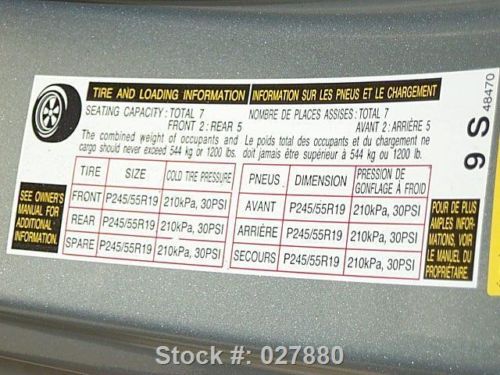 TIRE AND LOADING INFORMATION
SEATING CAPACITY: TOTAL 7
FRONT 2: REAR 5
The combined weight of occupants and
cargo should never exceed 544 kg or 1200 lbs.
TIRE SIZE COLD TIRE PRESSURE
FRONT P245/55R19 210kPa, 30PSI
REAR P245/55R19 210kPa, 30PSI
SPARE P245/55R19 210kPa, 30PSI
SEE OWNER'S
MANUAL FOR
ADDITIONAL
INFORMATION.
INFORMATION SUR LES PNEUS ET LE CHARGEMENT
NOMBRE DE PLACES ASSISES: TOTAL 7
AVANT 2: ARRIÈRE 5
Le poids total des occupants et du chargement ne
doit jamais être supérieur à 544 kg ou 1200 lb.
PNEUS DIMENSION PRESSION DE
GONFLAGE À FROID
AVANT P245/55R19 210kPa, 30PSI
ARRIÈRE P245/55R19 210kPa, 30PSI
SECOURS P245/55R19 210kPa, 30PSI
POUR DE PLUS
AMPLES INFOR-
MATIONS, VOIR
LE MANUEL DU
PROPRIÉTAIRE.
9 S 48470
Stock #: 027880